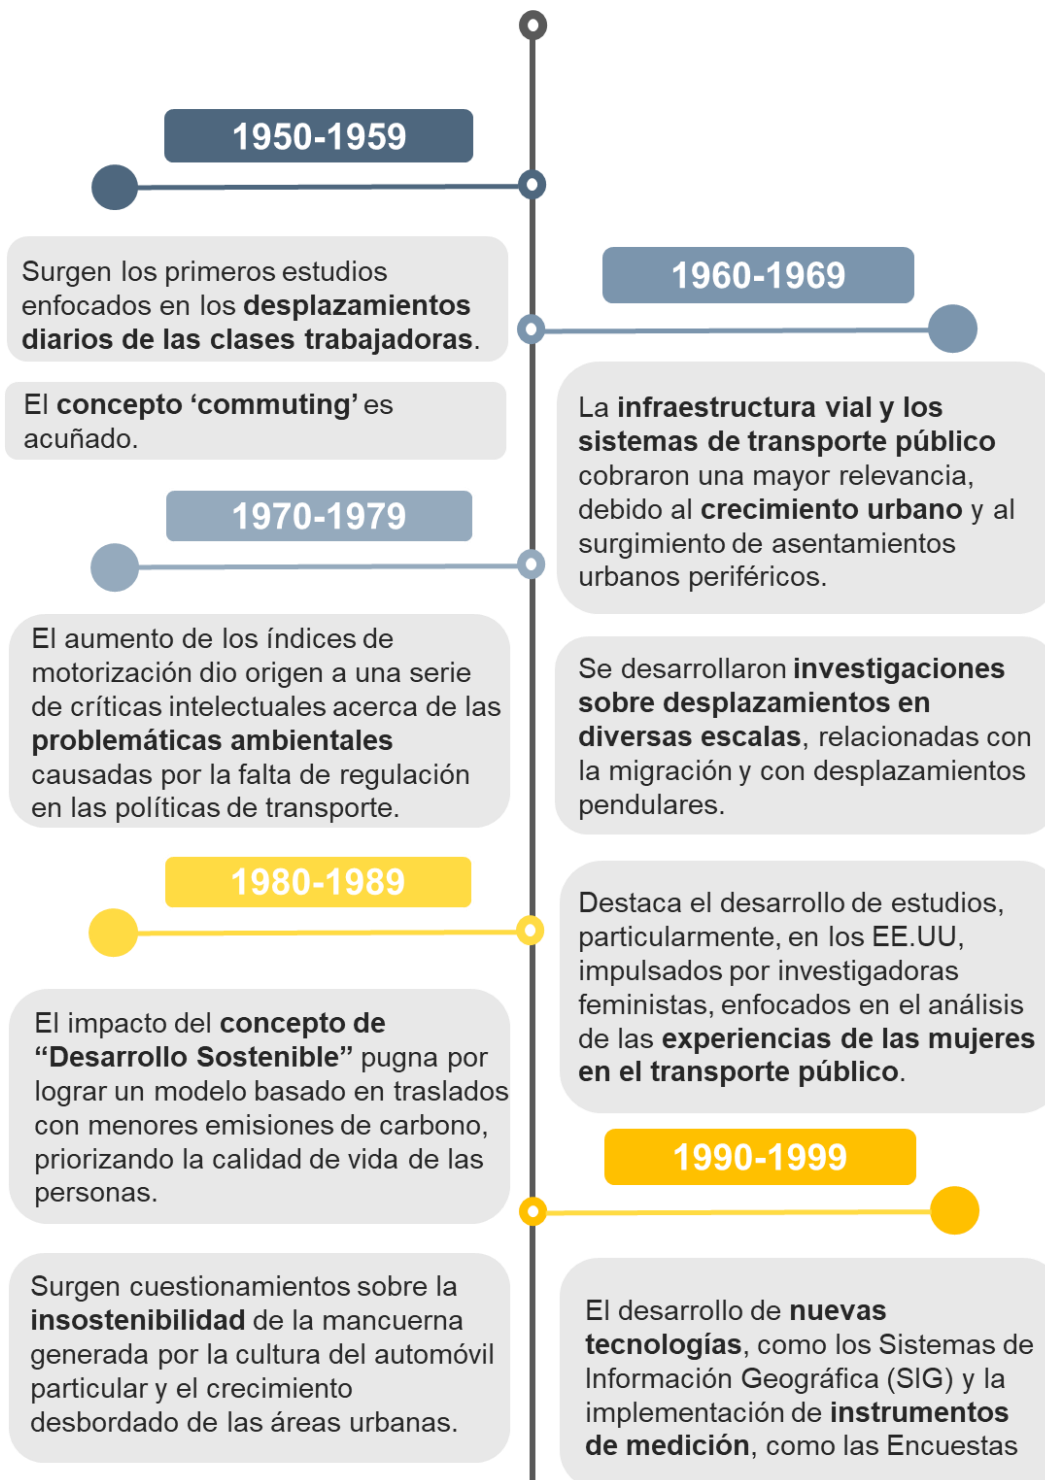 1950-1959
Surgen los primeros estudios
enfocados en los desplazamientos
diarios de las clases trabajadoras.
El concepto ‘commuting’ es
acuñado.
1960-1969
La infraestructura vial y los
sistemas de transporte público
cobraron una mayor relevancia,
debido al crecimiento urbano y al
surgimiento de asentamientos
urbanos periféricos.
Se desarrollaron investigaciones
sobre desplazamientos en
diversas escalas, relacionadas con
la migración y con desplazamientos
pendulares.
Destaca el desarrollo de estudios,
particularmente, en los EE.UU,
impulsados por investigadoras
feministas, enfocados en el análisis
de las experiencias de las mujeres
en el transporte público.
1970-1979
El aumento de los índices de
motorización dio origen a una serie
de críticas intelectuales acerca de las
problemáticas ambientales
causadas por la falta de regulación
en las políticas de transporte.
1980-1989
El impacto del concepto de
“Desarrollo Sostenible” pugna por
lograr un modelo basado en traslados
con menores emisiones de carbono,
priorizando la calidad de vida de las
personas.
Surgen cuestionamientos sobre la
insostenibilidad de la mancuerna
generada por la cultura del automóvil
particular y el crecimiento
desbordado de las áreas urbanas.
1990-1999
El desarrollo de nuevas
tecnologías, como los Sistemas de
Información Geográfica (SIG) y la
implementación de instrumentos
de medición, como las Encuestas